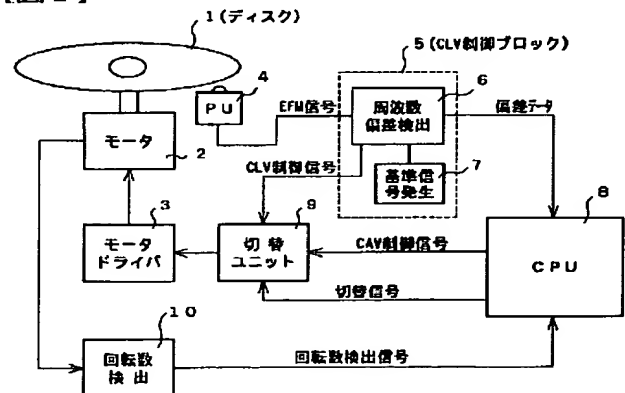 1(ディスク)
5(CLV制御ブロック)
4
PU
EFM信号
6
周波数
偏差検出
偏差データ
モータ
2
CLV制御信号
7
基準信
号発生
8
3
モータ
ドライバ
9
切替
ユニット
CAV制御信号
CPU
切替信号
10
回転数
検出
回転数検出信号